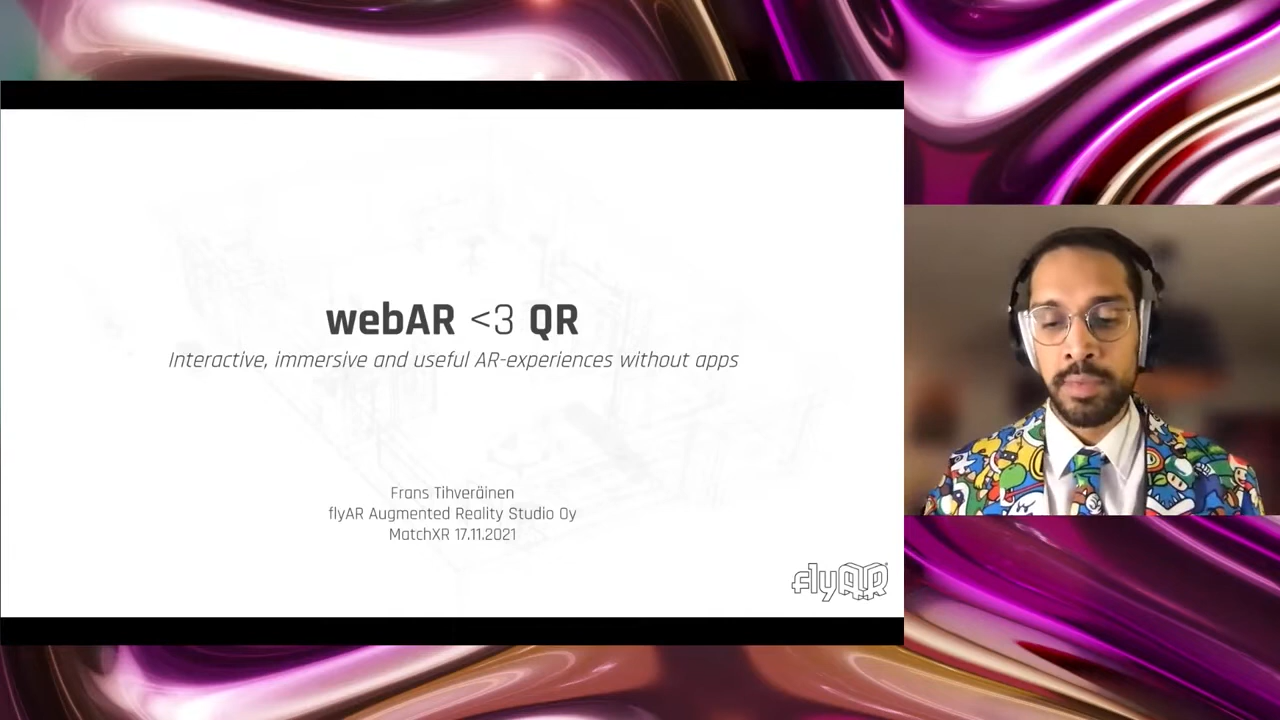 webAR <3 QR
Interactive, immersive and useful AR-experiences without apps
Frans Tihveräinen
flyAR Augmented Reality Studio Oy
MatchXR 17.11.2021
flyAR